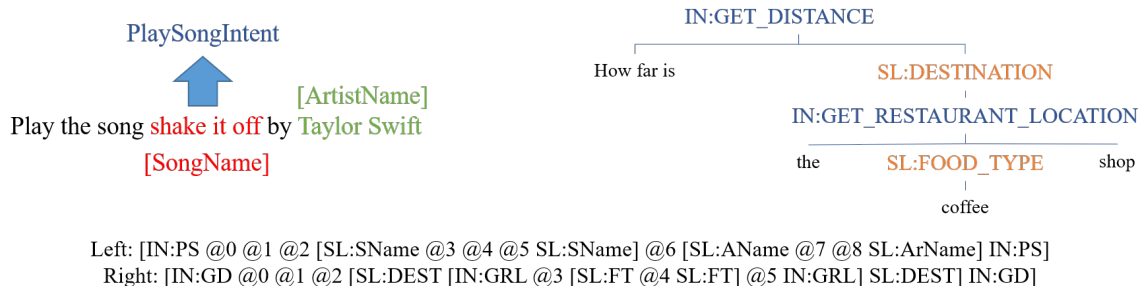 PlaySongIntent
[ArtistName]
Play the song shake it off by Taylor Swift
[SongName]
IN:GET_DISTANCE
How far is
SL:DESTINATION
IN:GET_RESTAURANT_LOCATION
the SL:FOOD_TYPE shop
coffee
Left: [IN:PS @0 @1 @2 [SL:SName @3 @4 @5 SL:SName] @6 [SL:AName @7 @8 SL:ArName] IN:PS]
Right: [IN:GD @0 @1 @2 [SL:DEST [IN:GRL @3 [SL:FT @4 SL:FT] @5 IN:GRL] SL:DEST] IN:GD]